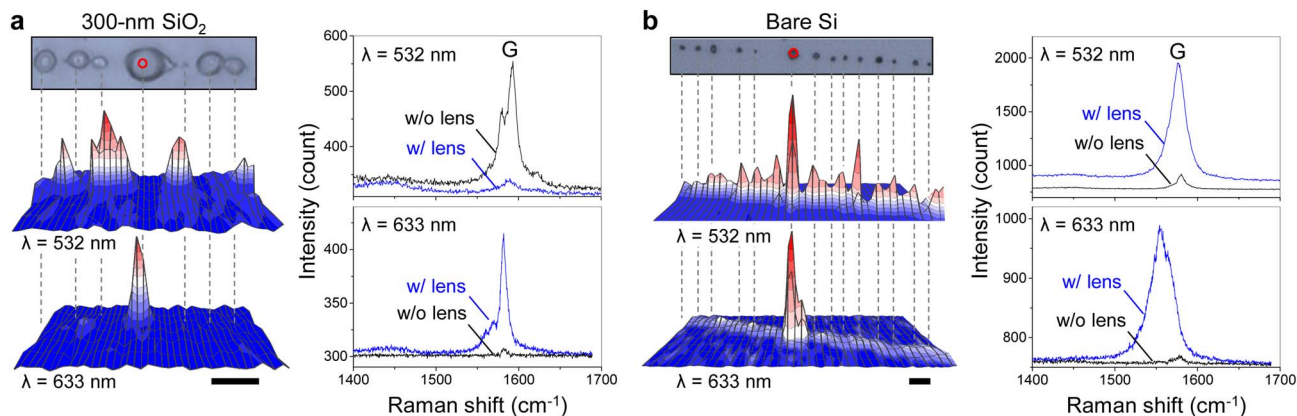 a
300-nm SiO₂
λ = 532 nm
λ = 633 nm
600
500
400
λ = 532 nm
G
w/o lens
w/ lens
400
350
300
λ = 633 nm
w/ lens
w/o lens
1400
1500
1600
1700
Intensity (count)
Raman shift (cm⁻¹)
b
Bare Si
λ = 532 nm
λ = 633 nm
2000
1500
1000
λ = 532 nm
G
w/ lens
w/o lens
1000
900
800
λ = 633 nm
w/ lens
w/o lens
1400
1500
1600
1700
Intensity (count)
Raman shift (cm⁻¹)